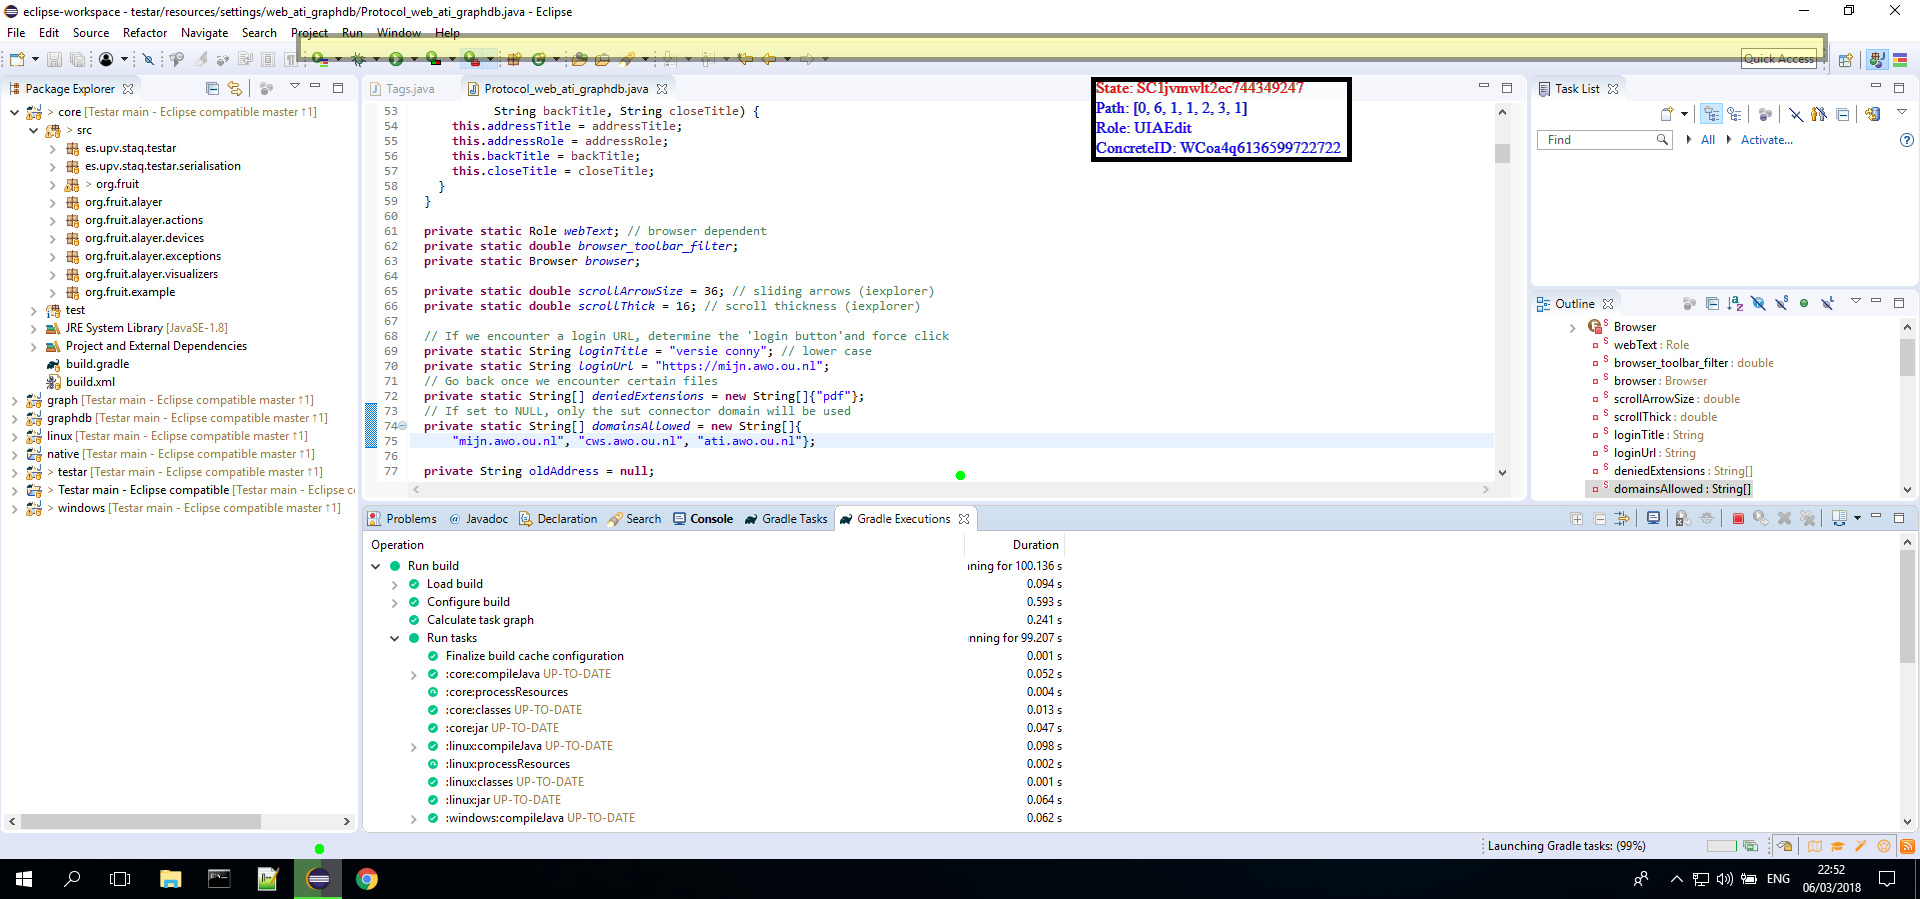 eclipse-workspace - testar/resources/settings/web_ati_graphdb/Protocol_web_ati_graphdb.java - Eclipse
File Edit Source Refactor Navigate Search Project Run Window Help
Quick Access
Package Explorer
Tags.java
Protocol_web_ati_graphdb.java
> core [Testar main - Eclipse compatible master ↑1]
> src
es.upv.staq.testar
es.upv.staq.testar.serialisation
> org.fruit
org.fruit.alayer
org.fruit.alayer.actions
org.fruit.alayer.devices
org.fruit.alayer.exceptions
org.fruit.alayer.visualizers
org.fruit.example
test
JRE System Library [JavaSE-1.8]
Project and External Dependencies
build.gradle
build.xml
graph [Testar main - Eclipse compatible master ↑1]
graphdb [Testar main - Eclipse compatible master ↑1]
linux [Testar main - Eclipse compatible master ↑1]
native [Testar main - Eclipse compatible master ↑1]
> testar [Testar main - Eclipse compatible master ↑1]
> Testar main - Eclipse compatible [Testar main - Eclipse c
> windows [Testar main - Eclipse compatible master ↑1]
53 String backTitle, String closeTitle) {
54 this.addressTitle = addressTitle;
55 this.addressRole = addressRole;
56 this.backTitle = backTitle;
57 this.closeTitle = closeTitle;
58 }
59 }
60
61 private static Role webText; // browser dependent
62 private static double browser_toolbar_filter;
63 private static Browser browser;
64
65 private static double scrollArrowSize = 36; // sliding arrows (iexplorer)
66 private static double scrollThick = 16; // scroll thickness (iexplorer)
67
68 // If we encounter a login URL, determine the 'login button'and force click
69 private static String loginTitle = "versie conny"; // lower case
70 private static String loginUrl = "https://mijn.awo.ou.nl";
71 // Go back once we encounter certain files
72 private static String[] deniedExtensions = new String[]{"pdf"};
73 // If set to NULL, only the sut connector domain will be used
74 private static String[] domainsAllowed = new String[]{
75 "mijn.awo.ou.nl", "cws.awo.ou.nl", "ati.awo.ou.nl"};
76
77 private String oldAddress = null;
State: SC1jvmwlt2ec744349247
Path: [0, 6, 1, 1, 2, 3, 1]
Role: UIAEdit
ConcreteID: WCoa4q6136599722722
Task List
Find
All
Activate...
Outline
Browser
webText : Role
browser_toolbar_filter : double
browser : Browser
scrollArrowSize : double
scrollThick : double
loginTitle : String
loginUrl : String
deniedExtensions : String[]
domainsAllowed : String[]
Problems
@ Javadoc
Declaration
Search
Console
Gradle Tasks
Gradle Executions
Operation Duration
Run build nning for 100.136 s
Load build 0.094 s
Configure build 0.593 s
Calculate task graph 0.241 s
Run tasks nning for 99.207 s
Finalize build cache configuration 0.001 s
:core:compileJava UP-TO-DATE 0.052 s
:core:processResources 0.004 s
:core:classes UP-TO-DATE 0.013 s
:core:jar UP-TO-DATE 0.047 s
:linux:compileJava UP-TO-DATE 0.098 s
:linux:processResources 0.002 s
:linux:classes UP-TO-DATE 0.001 s
:linux:jar UP-TO-DATE 0.064 s
:windows:compileJava UP-TO-DATE 0.062 s
Launching Gradle tasks: (99%)
ENG
22:52
06/03/2018